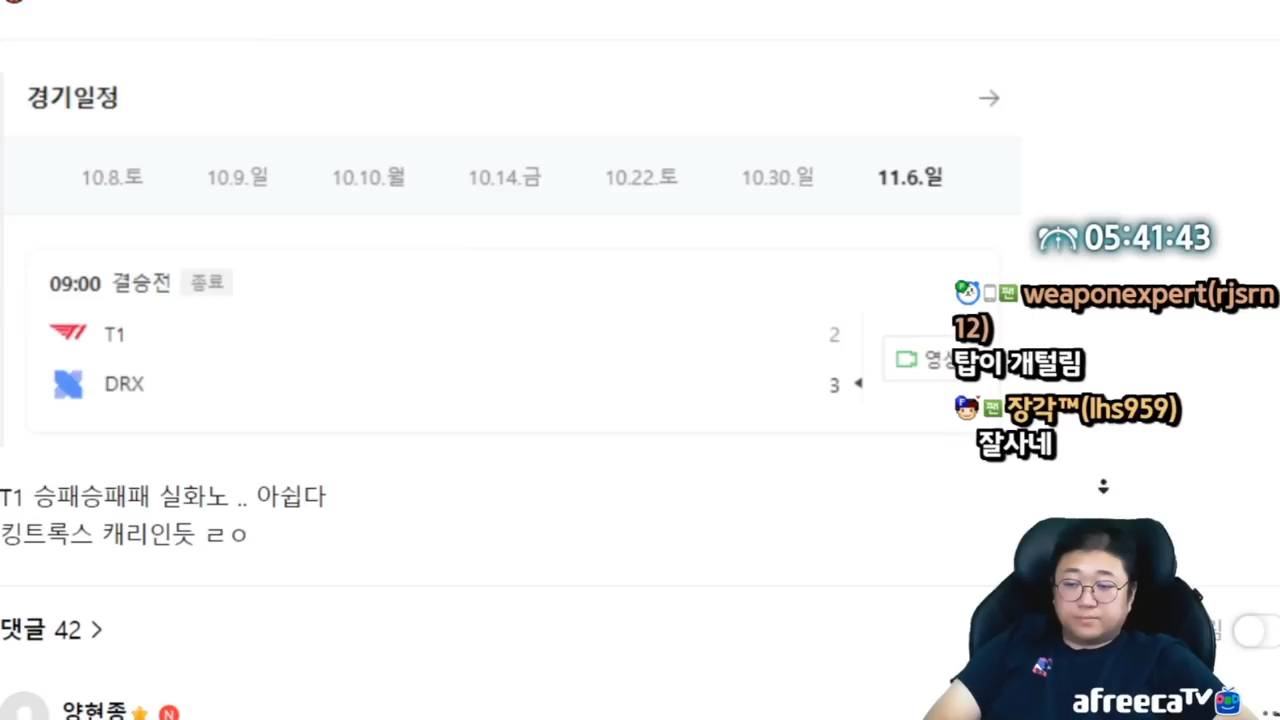 경기일정
10.8.토 10.9.일 10.10.월 10.14.금 10.22.토 10.30.일 11.6.일
09:00 결승전 종료
T1 2
DRX 3
05:41:43
팬 weaponexpert(rjsrn
12)
탑이 개털림
팬 장각™(lhs959)
잘사네
T1 승패승패패 실화노 .. 아쉽다
킹트록스 캐리인듯 ㄹㅇ
댓글 42
양현종 N
afreecaTV